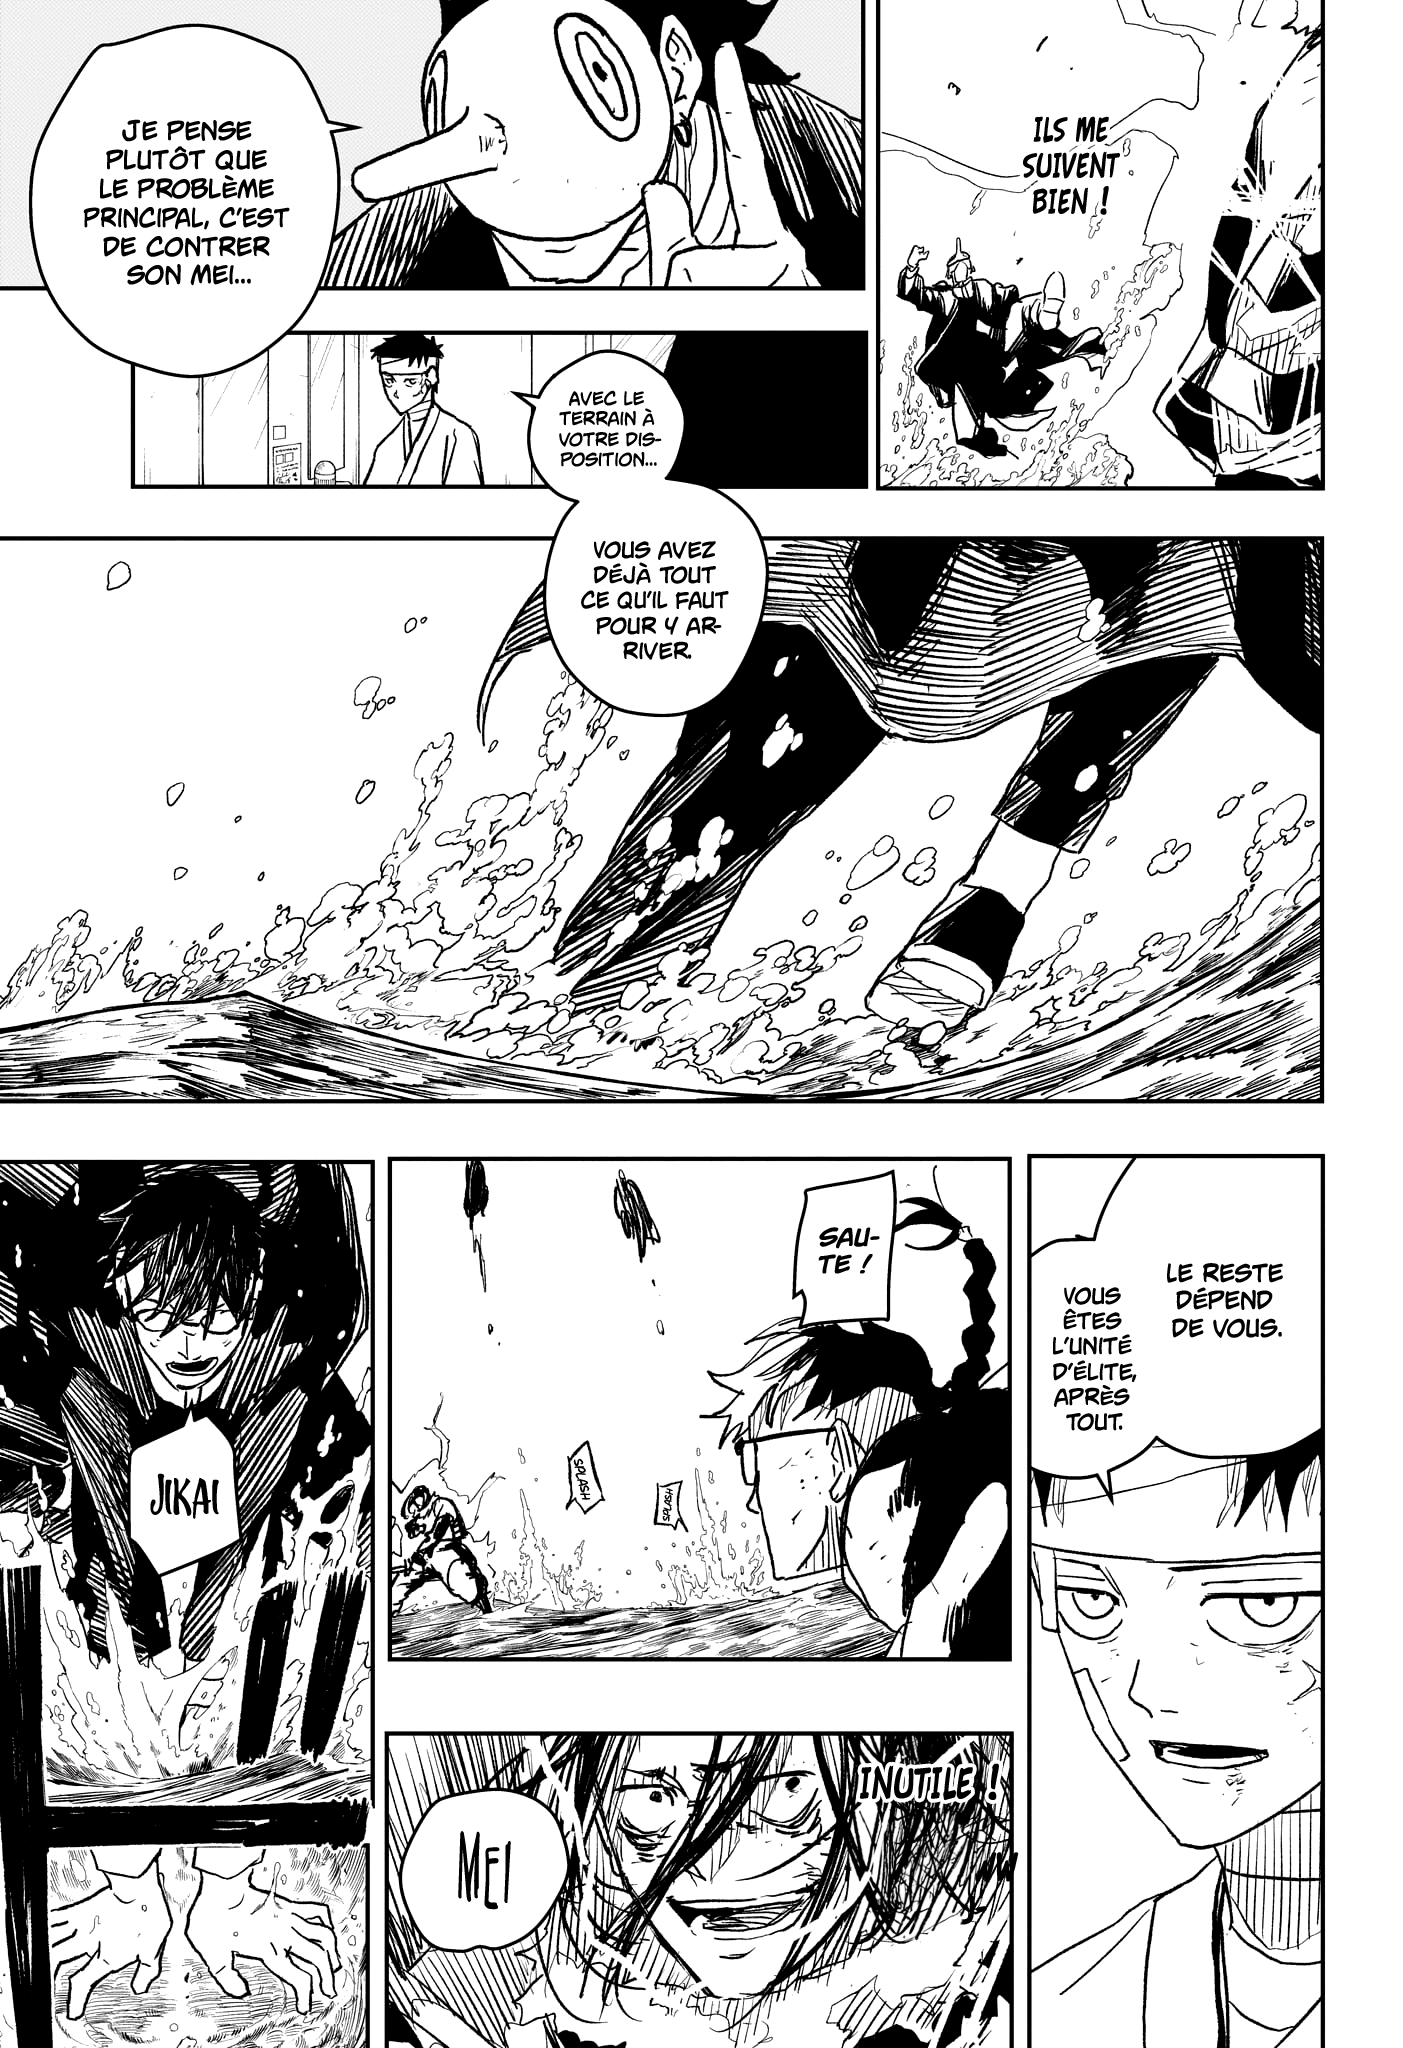 ILS ME
SUIVENT
BIEN !
JE PENSE
PLUTÔT QUE
LE PROBLÈME
PRINCIPAL, C'EST
DE CONTRER
SON MEI...
AVEC LE
TERRAIN À
VOTRE DIS-
POSITION...
VOUS AVEZ
DÉJÀ TOUT
CE QU'IL FAUT
POUR Y AR-
RIVER.
LE RESTE
DÉPEND
DE VOUS.
VOUS
ÊTES
L'UNITÉ
D'ÉLITE,
APRÈS
TOUT.
SAU-
TE !
SPLASH
SPLASH
INUTILE !
MEI
JIKAI